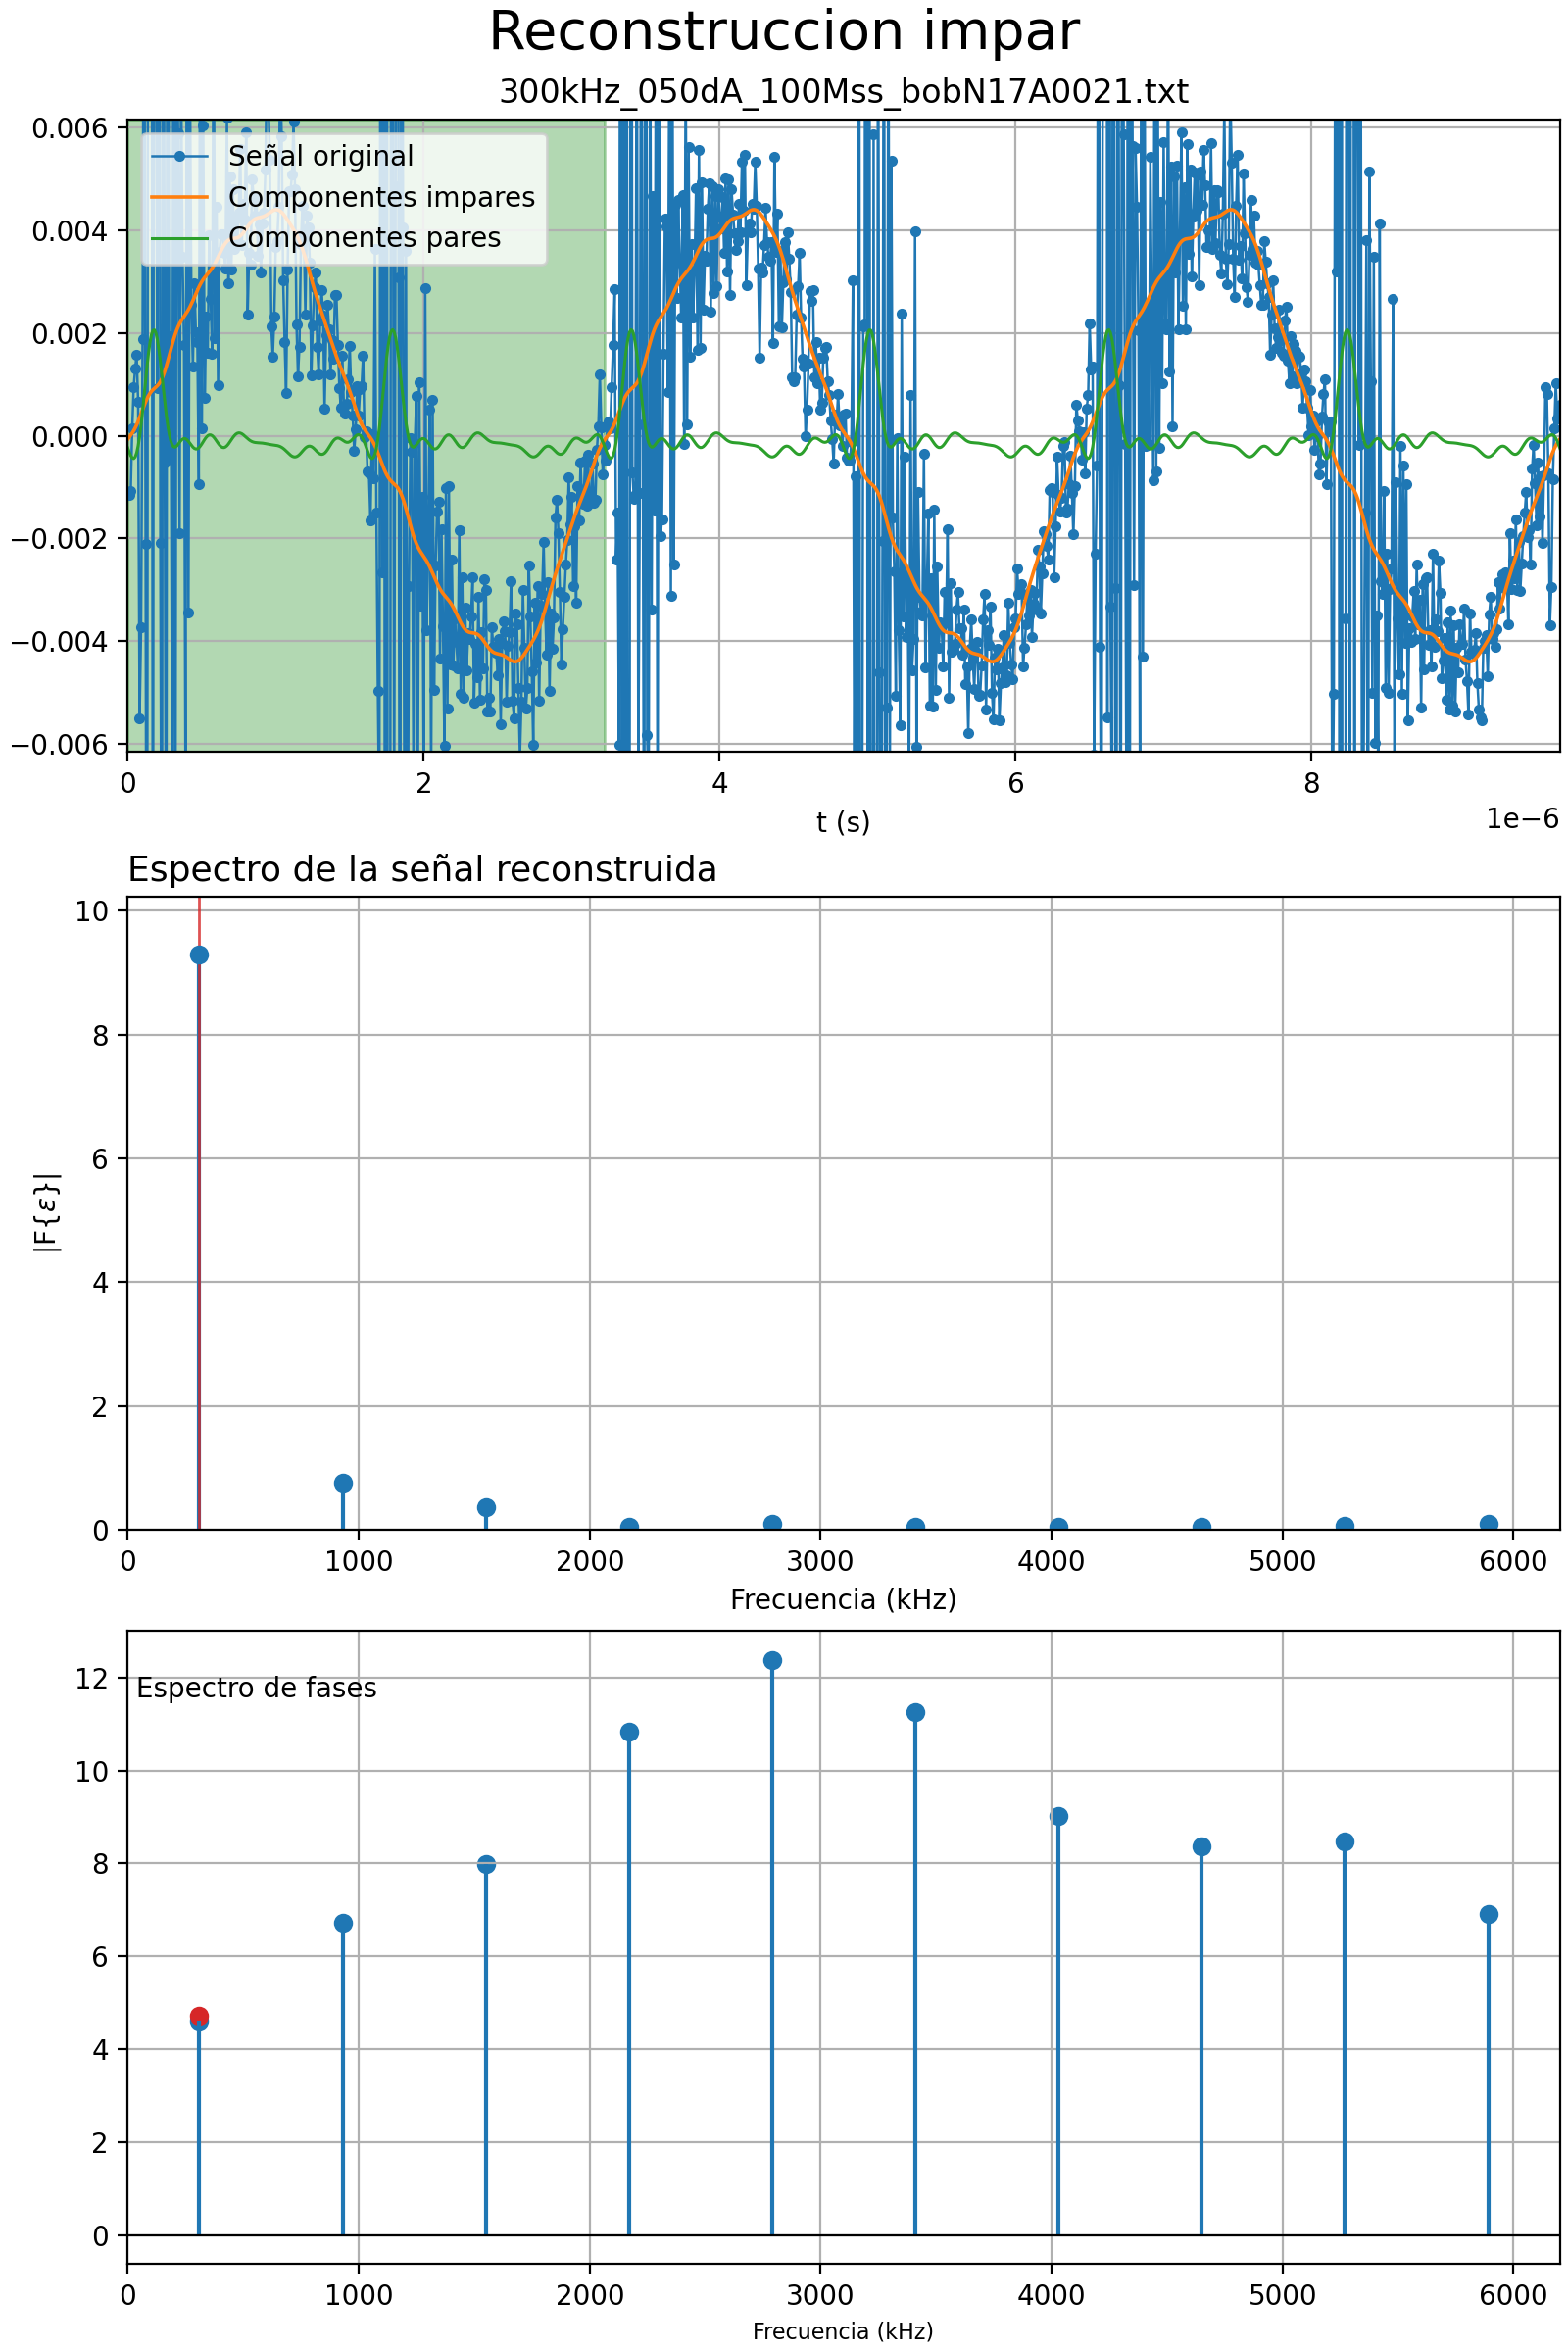 Reconstruccion impar
300kHz_050dA_100Mss_bobN17A0021.txt
0.006
0.004
0.002
0.000
−0.002
−0.004
−0.006
Señal original
Componentes impares
Componentes pares
0 2 4 6 8
1e−6
t (s)
Espectro de la señal reconstruida
10
8
6
4
2
0
|F{ε}|
0 1000 2000 3000 4000 5000 6000
Frecuencia (kHz)
Espectro de fases
12
10
8
6
4
2
0
0 1000 2000 3000 4000 5000 6000
Frecuencia (kHz)